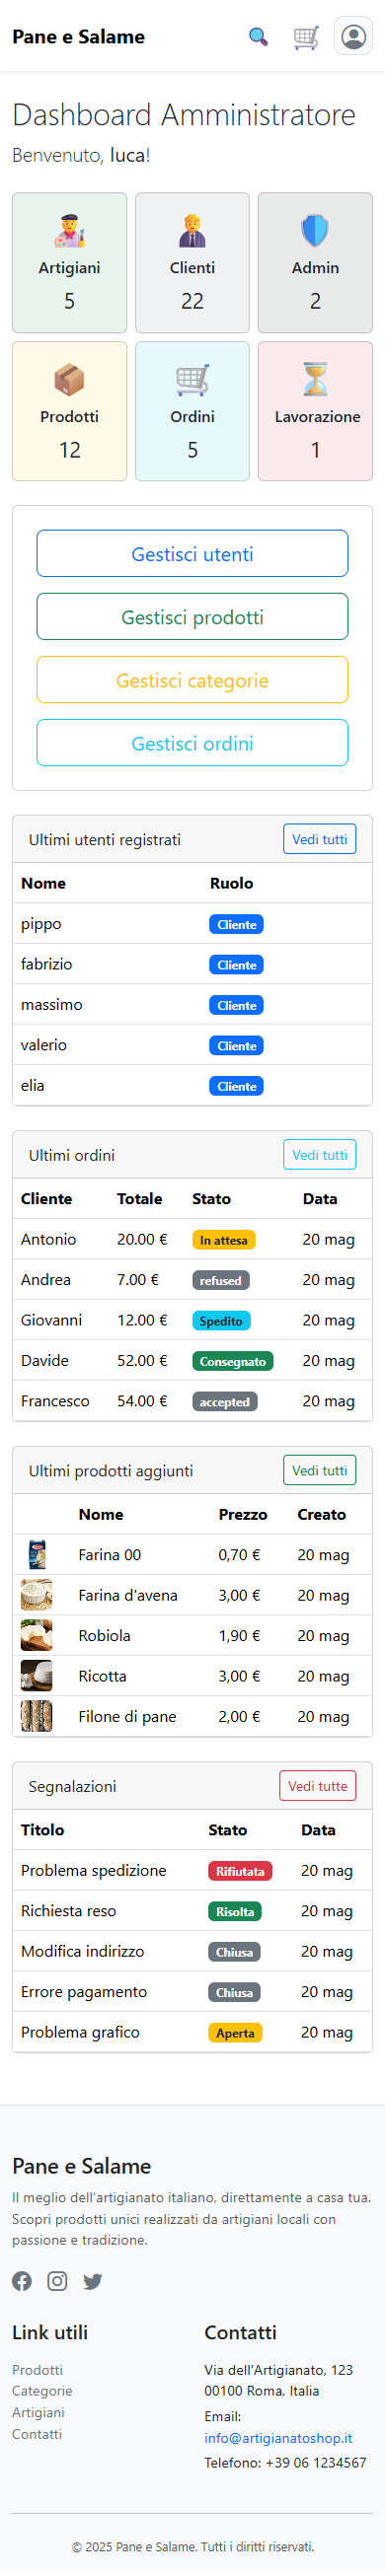 Pane e Salame
Dashboard Amministratore
Benvenuto, luca!
Artigiani Clienti Admin
5 22 2
Prodotti Ordini Lavorazione
12 5 1
Gestisci utenti
Gestisci prodotti
Gestisci categorie
Gestisci ordini
Ultimi utenti registrati Vedi tutti
Nome Ruolo
pippo Cliente
fabrizio Cliente
massimo Cliente
valerio Cliente
elia Cliente
Ultimi ordini Vedi tutti
Cliente Totale Stato Data
Antonio 20.00 € In attesa 20 mag
Andrea 7.00 € refused 20 mag
Giovanni 12.00 € Spedito 20 mag
Davide 52.00 € Consegnato 20 mag
Francesco 54.00 € accepted 20 mag
Ultimi prodotti aggiunti Vedi tutti
Nome Prezzo Creato
Farina 00 0,70 € 20 mag
Farina d'avena 3,00 € 20 mag
Robiola 1,90 € 20 mag
Ricotta 3,00 € 20 mag
Filone di pane 2,00 € 20 mag
Segnalazioni Vedi tutte
Titolo Stato Data
Problema spedizione Rifiutata 20 mag
Richiesta reso Risolta 20 mag
Modifica indirizzo Chiusa 20 mag
Errore pagamento Chiusa 20 mag
Problema grafico Aperta 20 mag
Pane e Salame
Il meglio dell'artigianato italiano, direttamente a casa tua.
Scopri prodotti unici realizzati da artigiani locali con
passione e tradizione.
Link utili
Prodotti
Categorie
Artigiani
Contatti
Contatti
Via dell'Artigianato, 123
00100 Roma, Italia
Email:
info@artigianatoshop.it
Telefono: +39 06 1234567
© 2025 Pane e Salame. Tutti i diritti riservati.